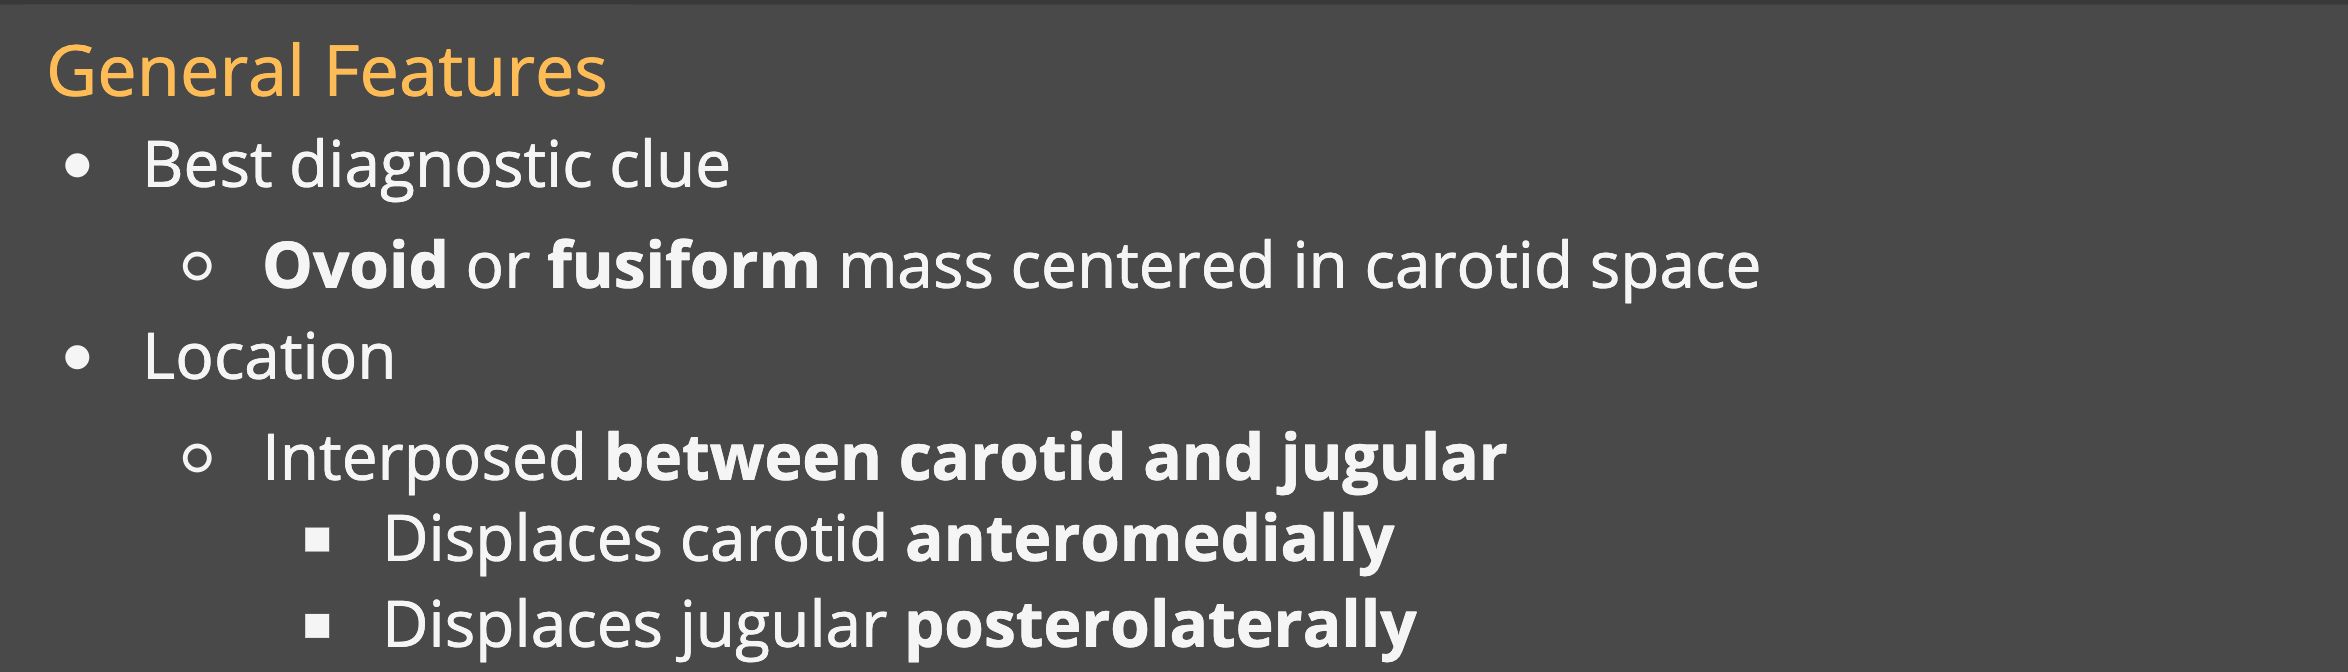 General Features
• Best diagnostic clue
○ Ovoid or fusiform mass centered in carotid space
• Location
○ Interposed between carotid and jugular
▪ Displaces carotid anteromedially
▪ Displaces jugular posterolaterally